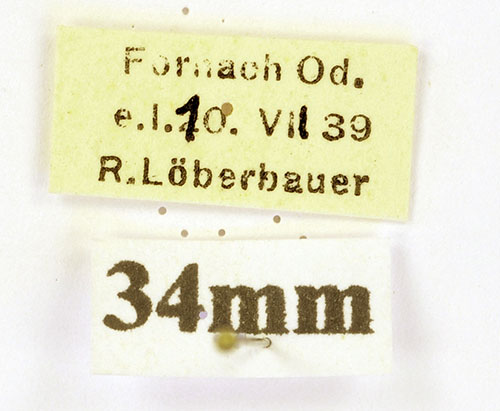 Fornach Od.
e.l.10. VII 39
R.Löberbauer
34mm